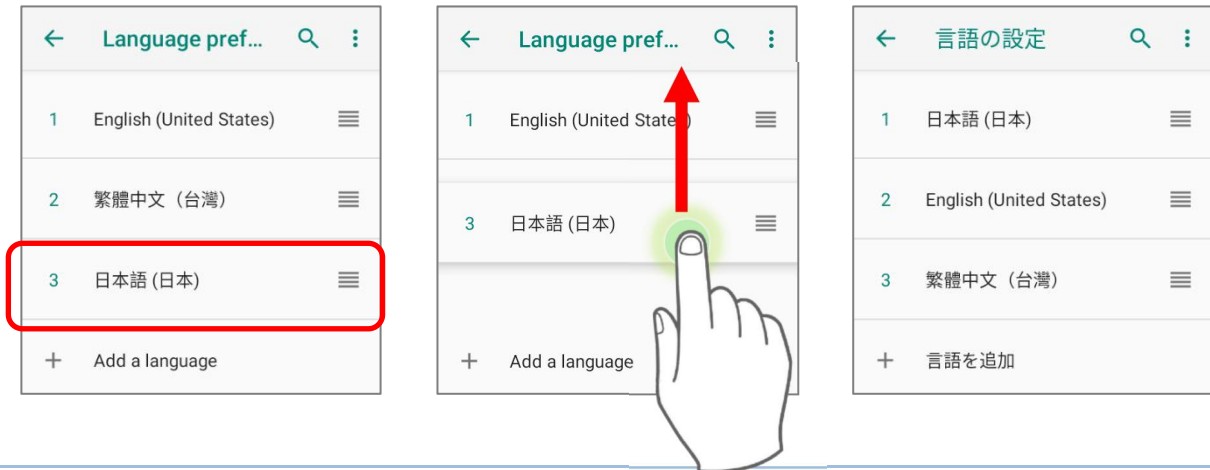 Language pref...
1 English (United States)
2 繁體中文（台灣）
3 日本語 (日本)
+ Add a language
Language pref...
1 English (United State)
3 日本語 (日本)
+ Add a language
言語の設定
1 日本語 (日本)
2 English (United States)
3 繁體中文（台灣）
+ 言語を追加